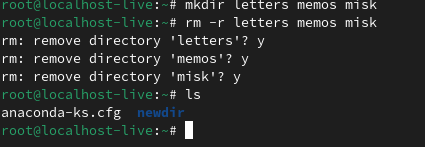 root@localhost-live:~# mkdir letters memos misk
root@localhost-live:~# rm -r letters memos misk
rm: remove directory 'letters'? y
rm: remove directory 'memos'? y
rm: remove directory 'misk'? y
root@localhost-live:~# ls
anaconda-ks.cfg  newdir
root@localhost-live:~#